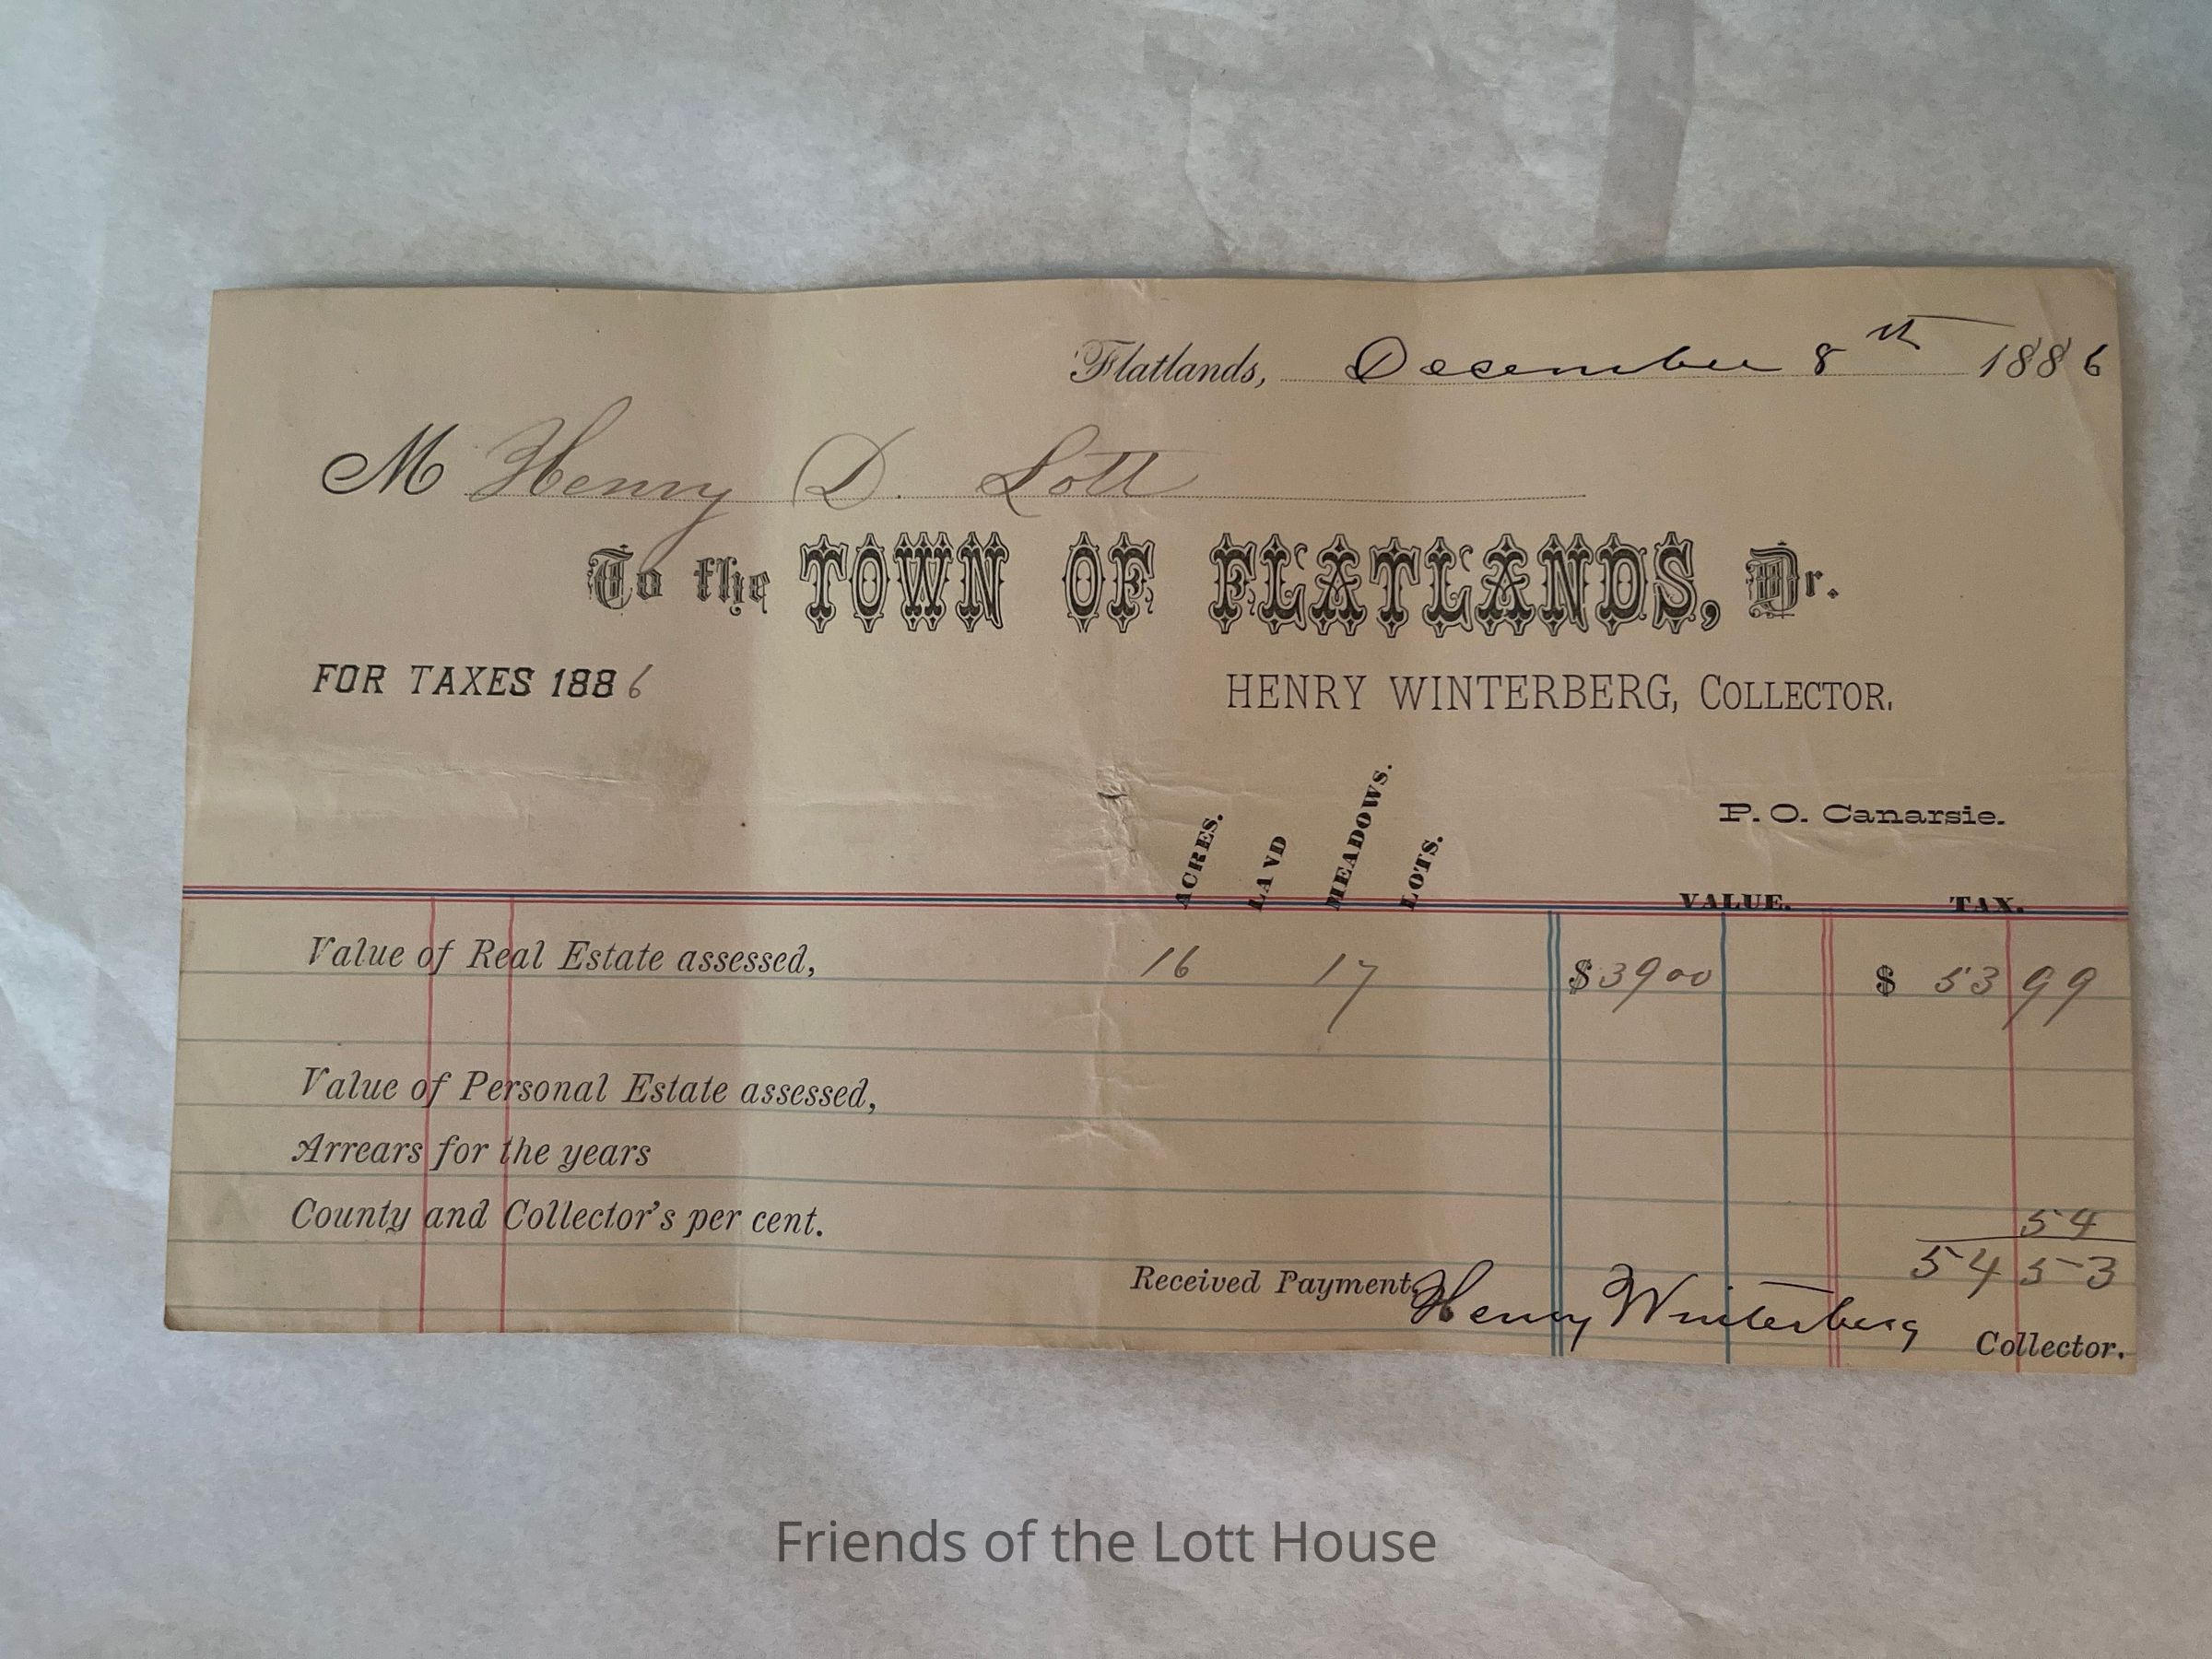 Flatlands, December 8th 1886
M Henry D. Lott
To the TOWN OF FLATLANDS, Dr.
FOR TAXES 1886 HENRY WINTERBERG, COLLECTOR.
P. O. Canarsie.
ACRES. LAND MEADOWS. LOTS. VALUE. TAX.
Value of Real Estate assessed, 16 17 $3900 $ 53 99
Value of Personal Estate assessed,
Arrears for the years
County and Collector's per cent. 54
54 53
Received Payment, Henry Winterberg Collector.
Friends of the Lott House